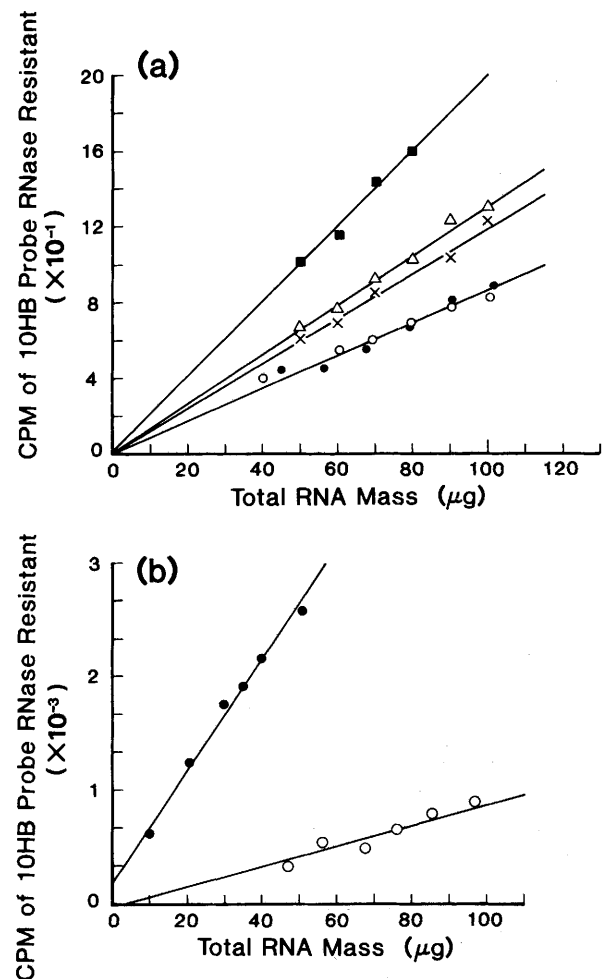 (a)
CPM of 10HB Probe RNase Resistant
(×10⁻¹)
20
16
12
8
4
0
0 20 40 60 80 100 120
Total RNA Mass (μg)
(b)
CPM of 10HB Probe RNase Resistant
(×10⁻³)
3
2
1
0
0 20 40 60 80 100
Total RNA Mass (μg)